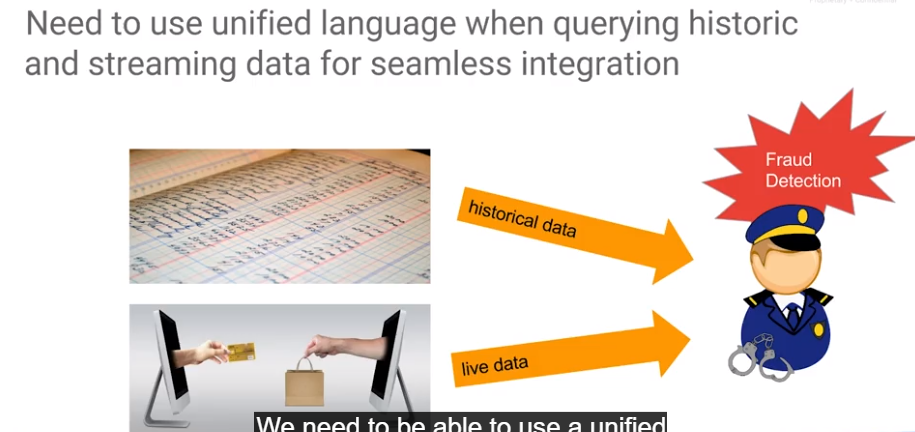 Need to use unified language when querying historic
and streaming data for seamless integration
Fraud
Detection
historical data
live data
We need to be able to use a unified